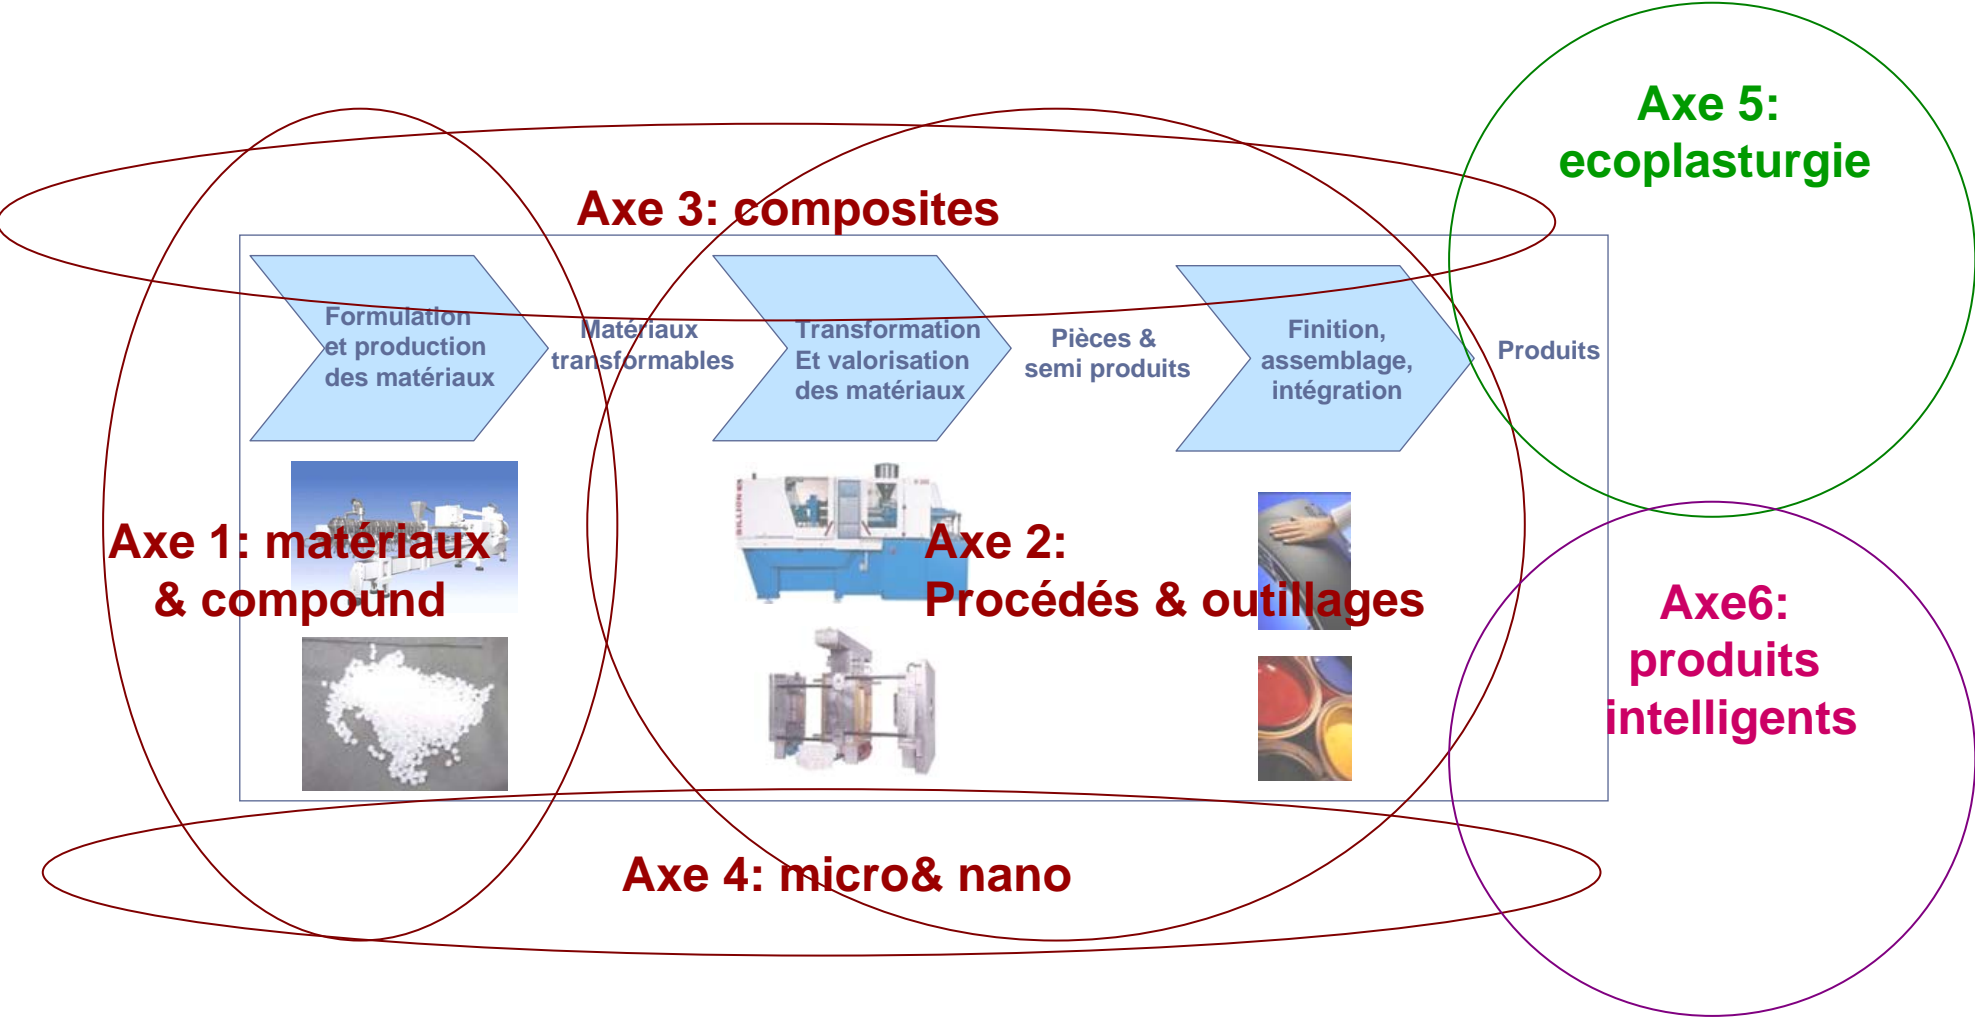 Axe 5:
ecoplasturgie
Axe 3: composites
Formulation
et production
des matériaux
Matériaux
transformables
Transformation
Et valorisation
des matériaux
Pièces &
semi produits
Finition,
assemblage,
intégration
Produits
Axe 1: matériaux
& compound
BILLION
Axe 2:
Procédés & outillages
Axe6:
produits
intelligents
Axe 4: micro& nano